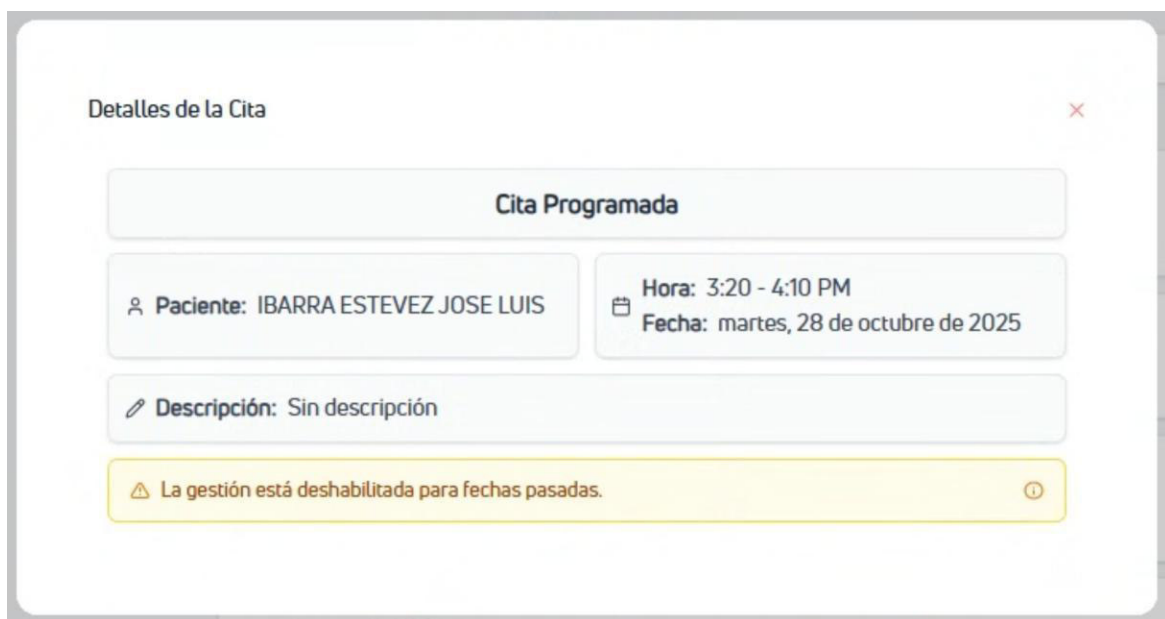 Detalles de la Cita
Cita Programada
Paciente: IBARRA ESTEVEZ JOSE LUIS
Hora: 3:20 - 4:10 PM
Fecha: martes, 28 de octubre de 2025
Descripción: Sin descripción
La gestión está deshabilitada para fechas pasadas.